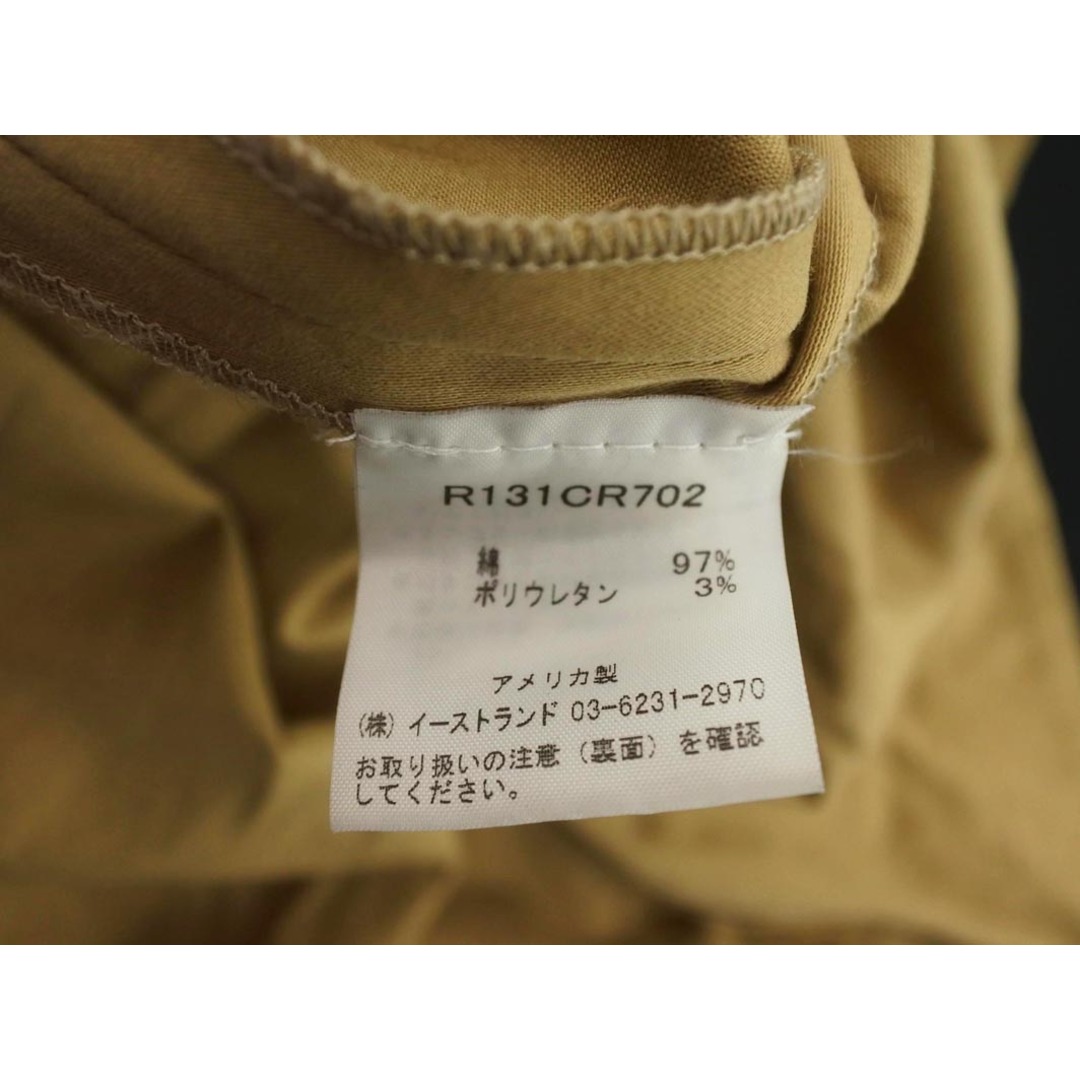 R131CR702
綿 97%
ポリウレタン 3%
アメリカ製
(株) イーストランド 03-6231-2970
お取り扱いの注意 (裏面) を確認
してください。